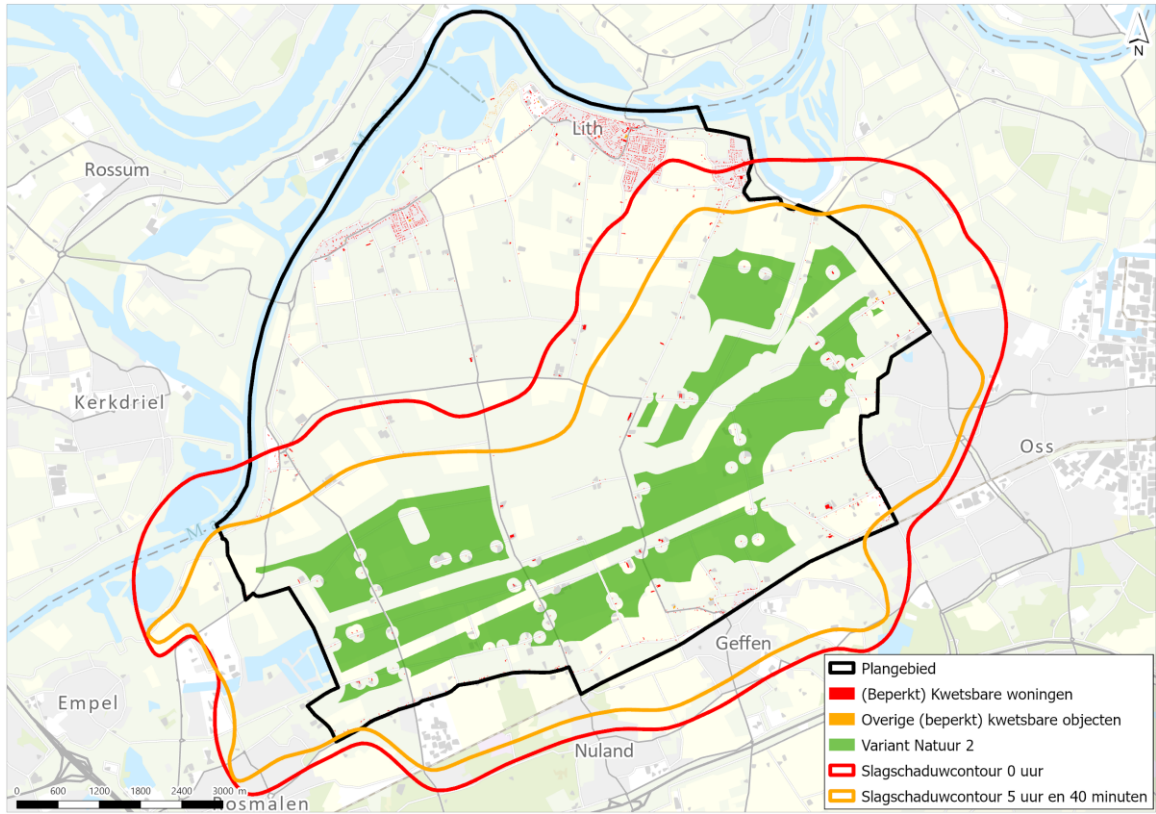 N
Lith
Rossum
Kerkdriel
Oss
M.
Geffen
Empel
Nuland
Rosmalen
0 600 1200 1800 2400 3000 m
Plangebied
(Beperkt) Kwetsbare woningen
Overige (beperkt) kwetsbare objecten
Variant Natuur 2
Slagschaduwcontour 0 uur
Slagschaduwcontour 5 uur en 40 minuten